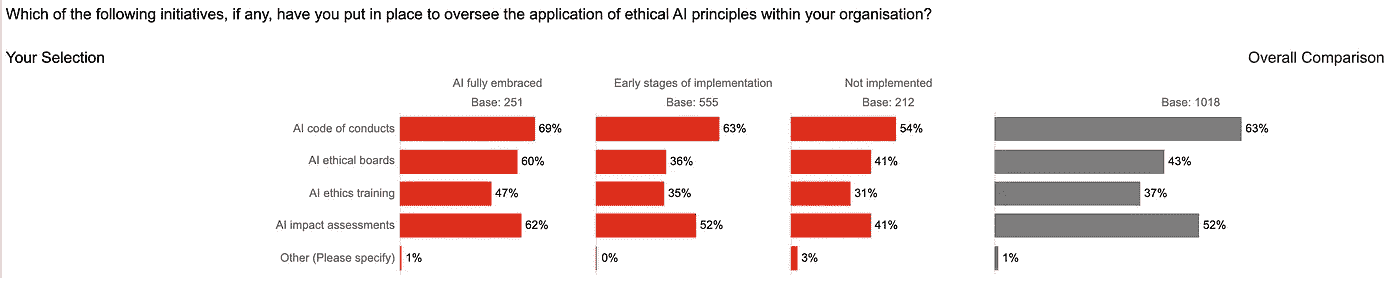 Which of the following initiatives, if any, have you put in place to oversee the application of ethical AI principles within your organisation?
Your Selection Overall Comparison
AI fully embraced Early stages of implementation Not implemented
Base: 251 Base: 555 Base: 212 Base: 1018
AI code of conducts 69% 63% 54% 63%
AI ethical boards 60% 36% 41% 43%
AI ethics training 47% 35% 31% 37%
AI impact assessments 62% 52% 41% 52%
Other (Please specify) 1% 0% 3% 1%